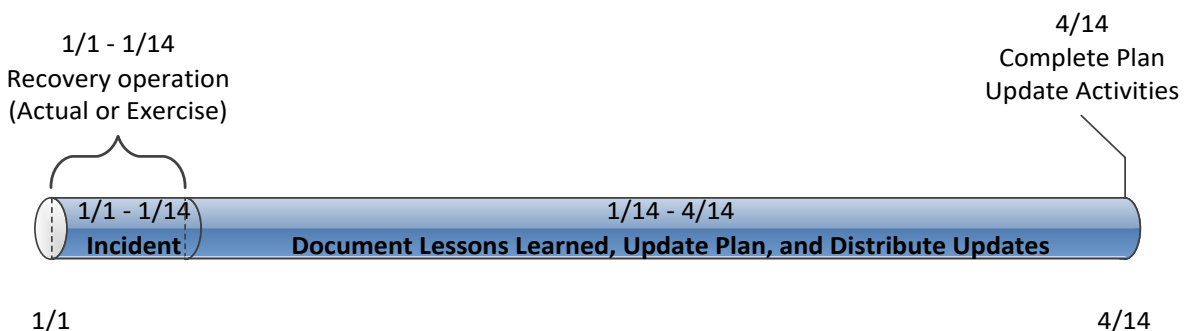 1/1 - 1/14
Recovery operation
(Actual or Exercise)
4/14
Complete Plan
Update Activities
1/1 - 1/14
Incident
1/14 - 4/14
Document Lessons Learned, Update Plan, and Distribute Updates
1/1
4/14